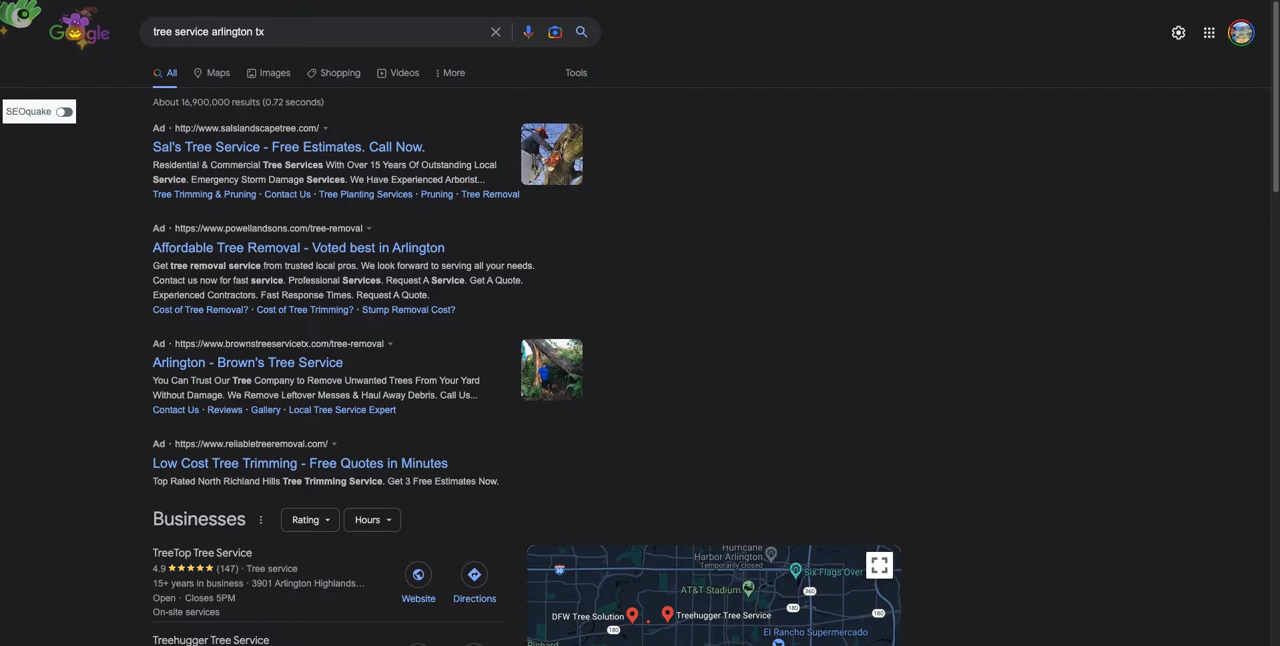 Google
tree service arlington tx
All
Maps
Images
Shopping
Videos
More
Tools
SEOquake
About 16,900,000 results (0.72 seconds)
Ad · http://www.salslandscapetree.com/
Sal's Tree Service - Free Estimates. Call Now.
Residential & Commercial Tree Services With Over 15 Years Of Outstanding Local
Service. Emergency Storm Damage Services. We Have Experienced Arborist...
Tree Trimming & Pruning · Contact Us · Tree Planting Services · Pruning · Tree Removal
Ad · https://www.powellandsons.com/tree-removal
Affordable Tree Removal - Voted best in Arlington
Get tree removal service from trusted local pros. We look forward to serving all your needs.
Contact us now for fast service. Professional Services. Request A Service. Get A Quote.
Experienced Contractors. Fast Response Times. Request A Quote.
Cost of Tree Removal? · Cost of Tree Trimming? · Stump Removal Cost?
Ad · https://www.brownstreeservicetx.com/tree-removal
Arlington - Brown's Tree Service
You Can Trust Our Tree Company to Remove Unwanted Trees From Your Yard
Without Damage. We Remove Leftover Messes & Haul Away Debris. Call Us...
Contact Us · Reviews · Gallery · Local Tree Service Expert
Ad · https://www.reliabletreeremoval.com/
Low Cost Tree Trimming - Free Quotes in Minutes
Top Rated North Richland Hills Tree Trimming Service. Get 3 Free Estimates Now.
Businesses
Rating
Hours
TreeTop Tree Service
4.9 ★★★★★ (147) · Tree service
15+ years in business · 3901 Arlington Highlands...
Open · Closes 5PM
On-site services
Website
Directions
Treehugger Tree Service
Hurricane
Harbor Arlington
Temporarily closed
Six Flags Over
30
AT&T Stadium
360
180
180
DFW Tree Solution
Treehugger Tree Service
180
El Rancho Supermercado